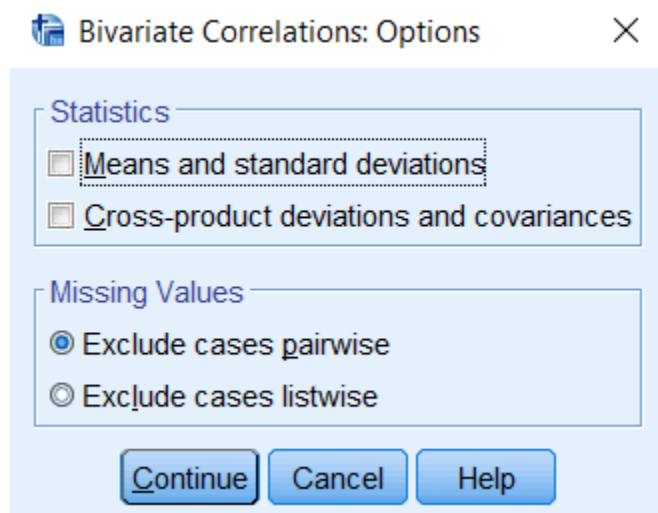 Bivariate Correlations: Options
Statistics
Means and standard deviations
Cross-product deviations and covariances
Missing Values
Exclude cases pairwise
Exclude cases listwise
Continue Cancel Help